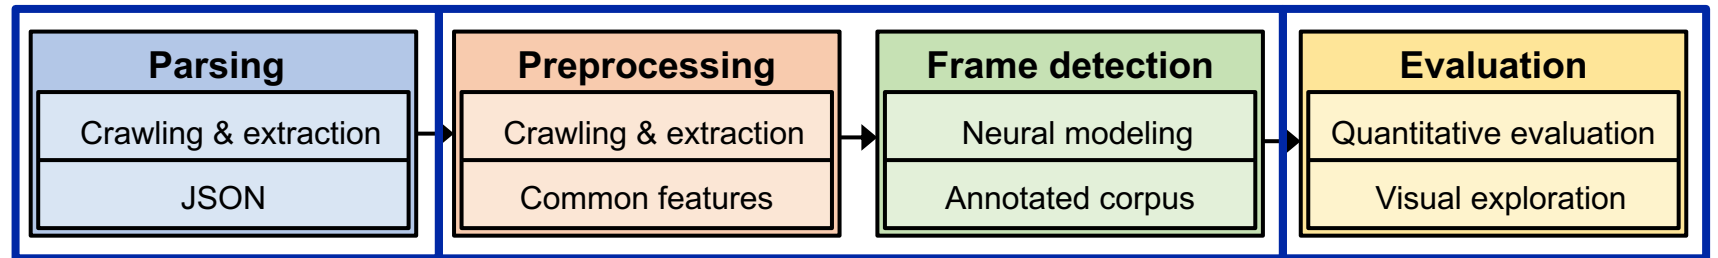 Parsing
Crawling & extraction
JSON
Preprocessing
Crawling & extraction
Common features
Frame detection
Neural modeling
Annotated corpus
Evaluation
Quantitative evaluation
Visual exploration